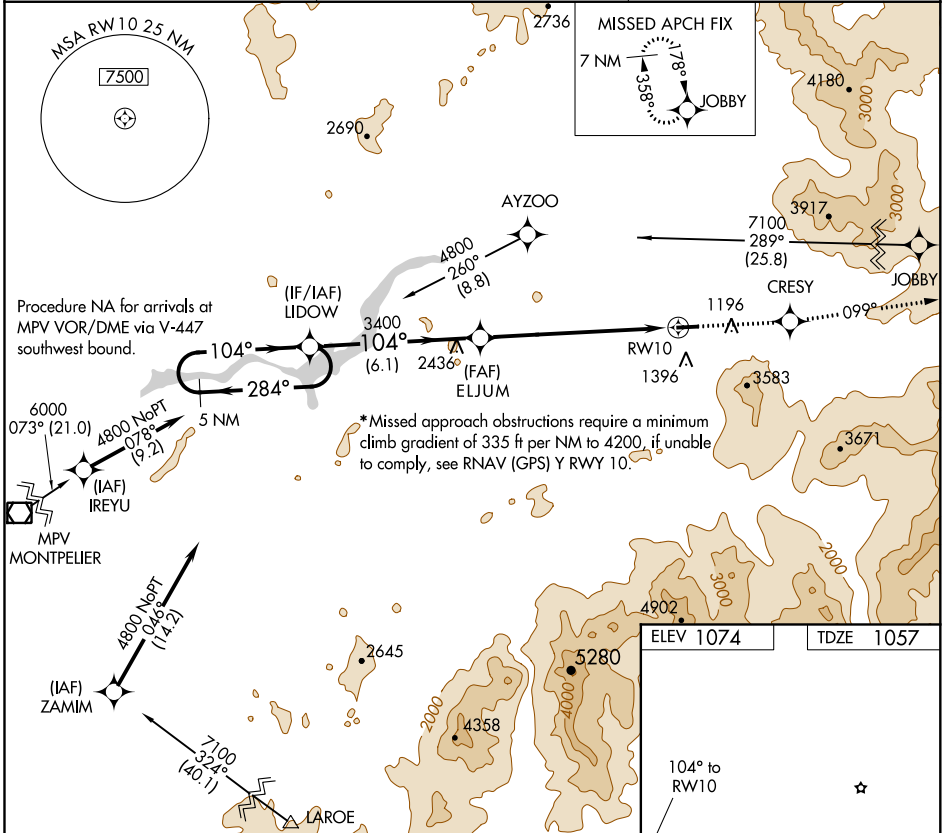 MSA RW10 25 NM
7500
2736
MISSED APCH FIX
7 NM
178°
358°
JOBBY
4180
3000
2690
3917
3000
AYZOO
7100
289°
(25.8)
JOBBY
4800
260°
(8.8)
Procedure NA for arrivals at
MPV VOR/DME via V-447
southwest bound.
(IF/IAF)
LIDOW
CRESY
1196
099°
3400
104°
(6.1)
104°
2436
(FAF)
ELJUM
RW10
1396
284°
5 NM
3583
*Missed approach obstructions require a minimum
climb gradient of 335 ft per NM to 4200, if unable
to comply, see RNAV (GPS) Y RWY 10.
3671
6000
073° (21.0)
4800 NoPT
078°
(9.2)
(IAF)
IREYU
MPV
MONTPELIER
2000
3000
4902
4800 NoPT
046°
(14.2)
2645
5280
ELEV 1074
TDZE 1057
(IAF)
ZAMIM
2000
4000
4358
7100
324°
(40.1)
LAROE
104° to
RW10